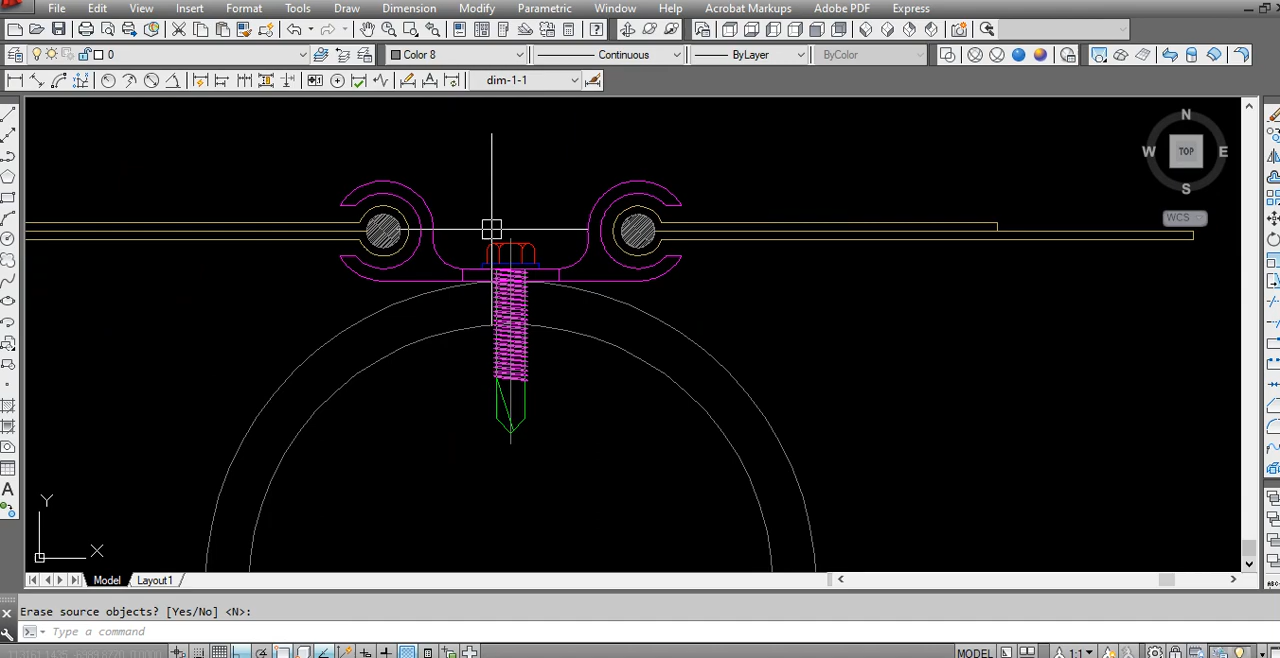 File Edit View Insert Format Tools Draw Dimension Modify Parametric Window Help Acrobat Markups Adobe PDF Express
0 Color 8 Continuous ByLayer ByColor
dim-1-1
N
W TOP E
S
WCS
Y
X
Model Layout1
Erase source objects? [Yes/No] <N>:
Type a command
MODEL 1:1